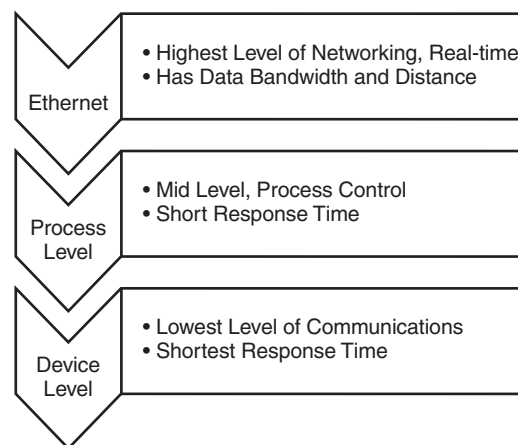 Ethernet
• Highest Level of Networking, Real-time
• Has Data Bandwidth and Distance
Process
Level
• Mid Level, Process Control
• Short Response Time
Device
Level
• Lowest Level of Communications
• Shortest Response Time